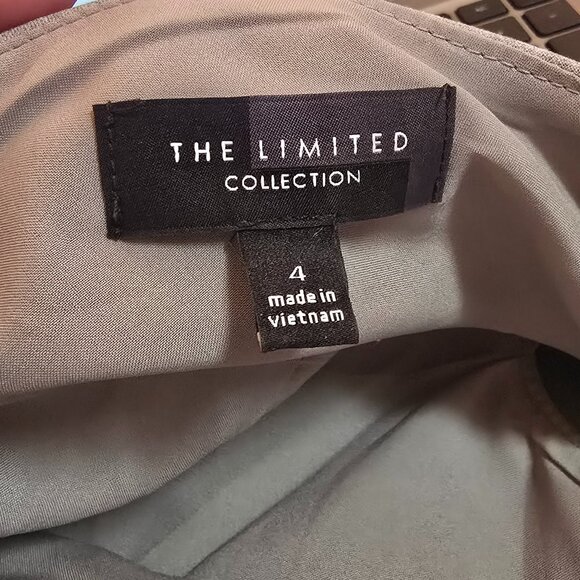 THE LIMITED
COLLECTION
4
made in
vietnam